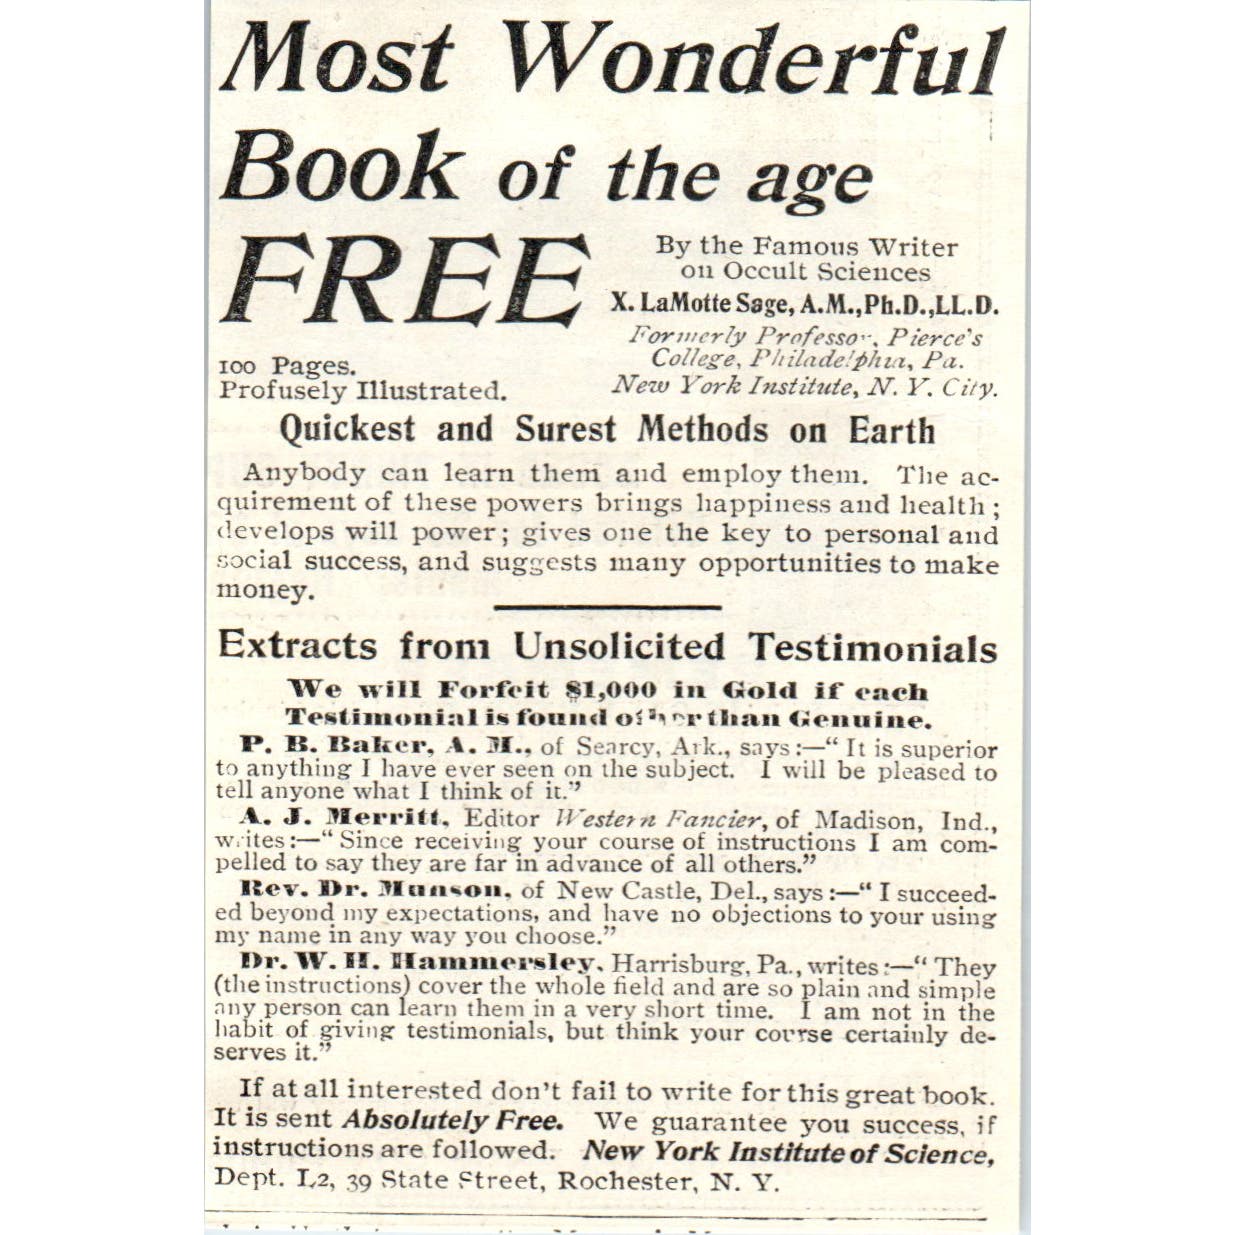 Most Wonderful
Book of the age
FREE
By the Famous Writer
on Occult Sciences
X. LaMotte Sage, A.M., Ph.D., LL.D.
Formerly Professor, Pierce's
College, Philadelphia, Pa.
New York Institute, N. Y. City.
100 Pages.
Profusely Illustrated.
Quickest and Surest Methods on Earth
Anybody can learn them and employ them. The ac-
quirement of these powers brings happiness and health;
develops will power; gives one the key to personal and
social success, and suggests many opportunities to make
money.
Extracts from Unsolicited Testimonials
We will Forfeit $1,000 in Gold if each
Testimonial is found other than Genuine.
P. B. Baker, A. M., of Searcy, Ark., says:—“It is superior
to anything I have ever seen on the subject. I will be pleased to
tell anyone what I think of it.”
A. J. Merritt, Editor Western Fancier, of Madison, Ind.,
writes:—“Since receiving your course of instructions I am com-
pelled to say they are far in advance of all others.”
Rev. Dr. Munson, of New Castle, Del., says:—“I succeed-
ed beyond my expectations, and have no objections to your using
my name in any way you choose.”
Dr. W. H. Hammersley, Harrisburg, Pa., writes:—“They
(the instructions) cover the whole field and are so plain and simple
any person can learn them in a very short time. I am not in the
habit of giving testimonials, but think your course certainly de-
serves it.”
If at all interested don't fail to write for this great book.
It is sent Absolutely Free. We guarantee you success, if
instructions are followed. New York Institute of Science,
Dept. L2, 39 State Street, Rochester, N. Y.